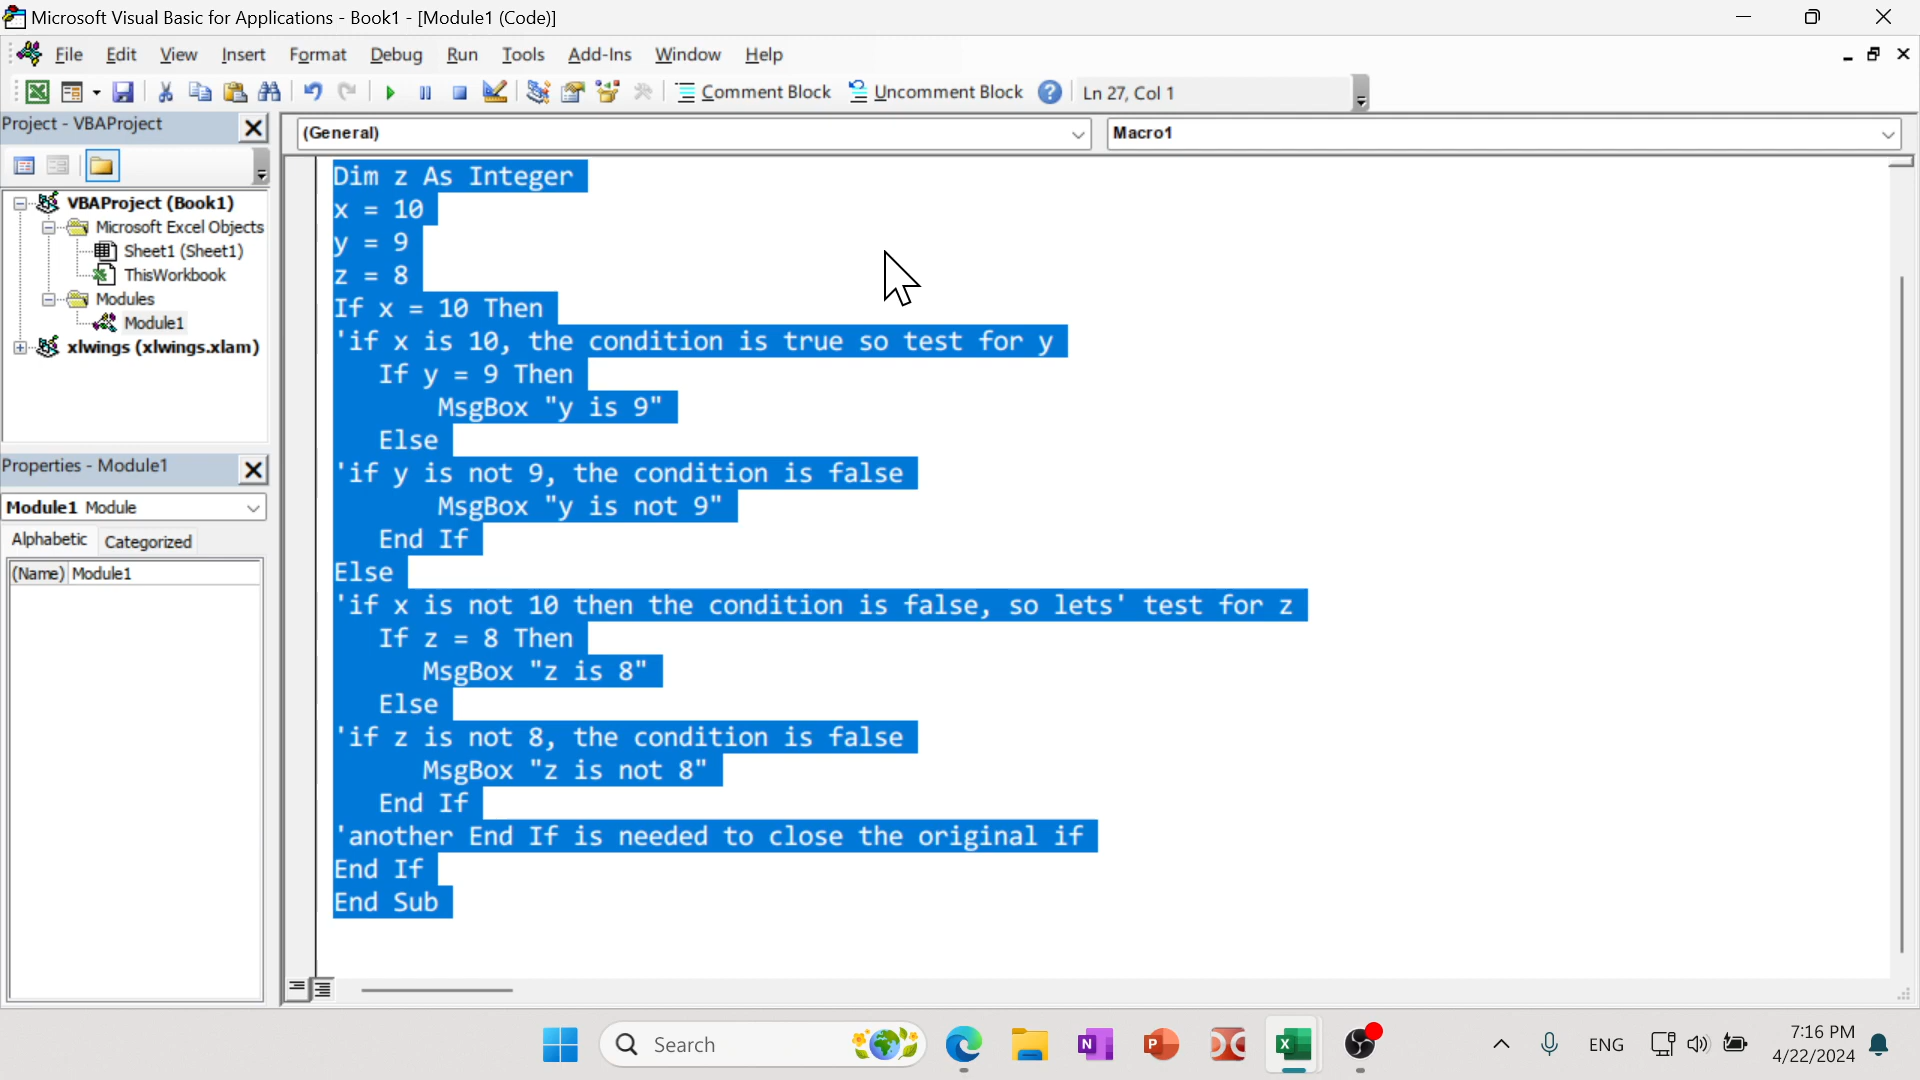 Microsoft Visual Basic for Applications - Book1 - [Module1 (Code)]
File Edit View Insert Format Debug Run Tools Add-Ins Window Help
Comment Block Uncomment Block Ln 27, Col 1
Project - VBAProject
(General) Macro1
VBAProject (Book1)
Microsoft Excel Objects
Sheet1 (Sheet1)
ThisWorkbook
Modules
Module1
xlwings (xlwings.xlam)
Properties - Module1
Module1 Module
Alphabetic Categorized
(Name) Module1
Dim z As Integer
x = 10
y = 9
z = 8
If x = 10 Then
'if x is 10, the condition is true so test for y
If y = 9 Then
MsgBox "y is 9"
Else
'if y is not 9, the condition is false
MsgBox "y is not 9"
End If
Else
'if x is not 10 then the condition is false, so lets' test for z
If z = 8 Then
MsgBox "z is 8"
Else
'if z is not 8, the condition is false
MsgBox "z is not 8"
End If
'another End If is needed to close the original if
End If
End Sub
Search
ENG
7:16 PM
4/22/2024